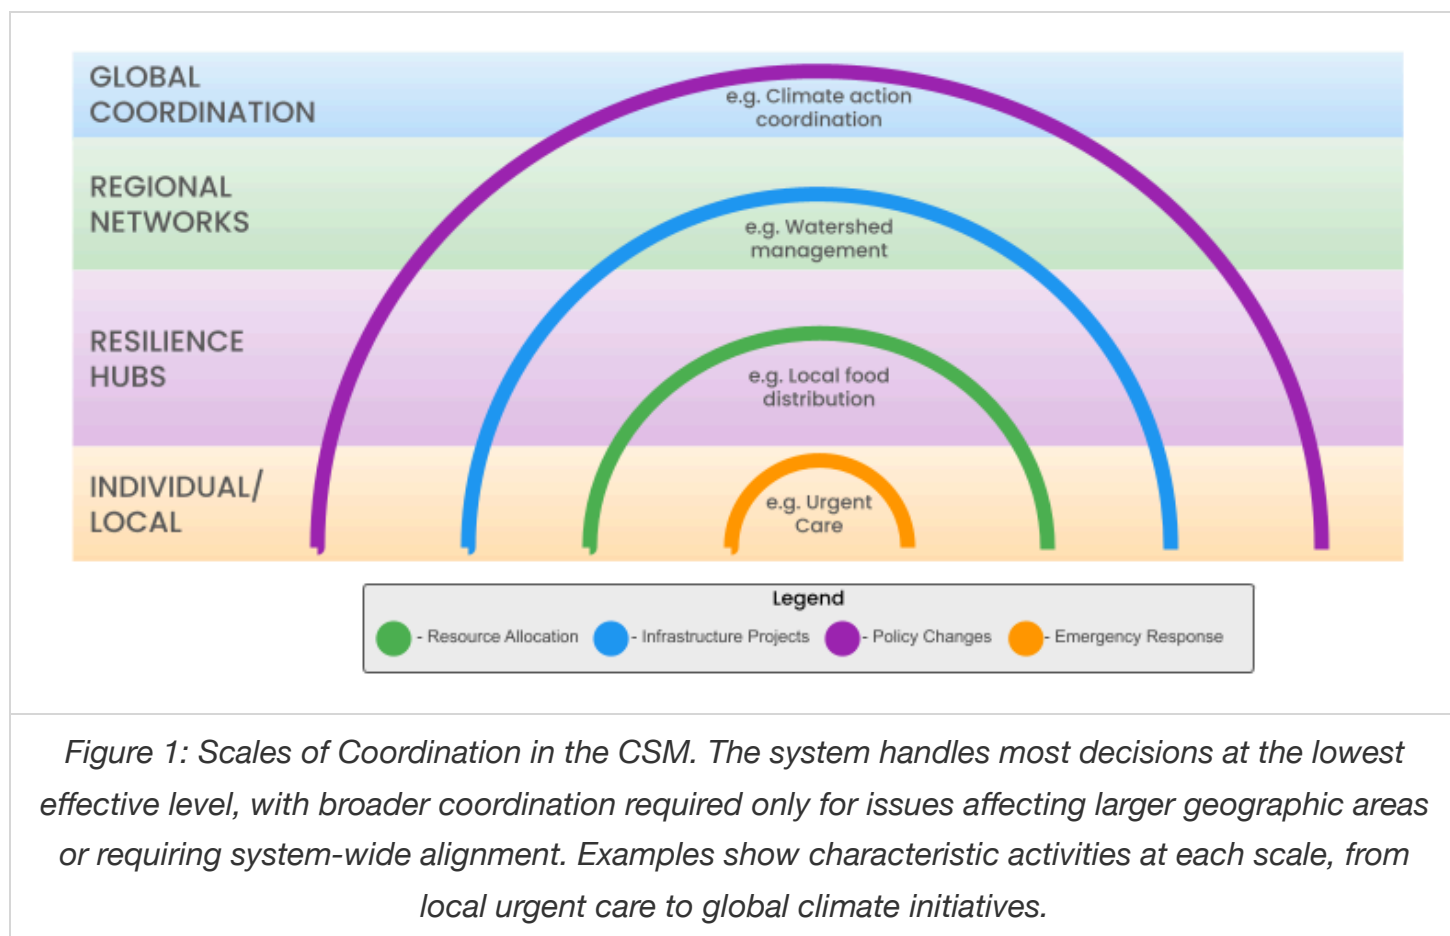 GLOBAL
COORDINATION
e.g. Climate action
coordination
REGIONAL
NETWORKS
e.g. Watershed
management
RESILIENCE
HUBS
e.g. Local food
distribution
INDIVIDUAL/
LOCAL
e.g. Urgent
Care
Legend
- Resource Allocation
- Infrastructure Projects
- Policy Changes
- Emergency Response
Figure 1: Scales of Coordination in the CSM. The system handles most decisions at the lowest
effective level, with broader coordination required only for issues affecting larger geographic areas
or requiring system-wide alignment. Examples show characteristic activities at each scale, from
local urgent care to global climate initiatives.